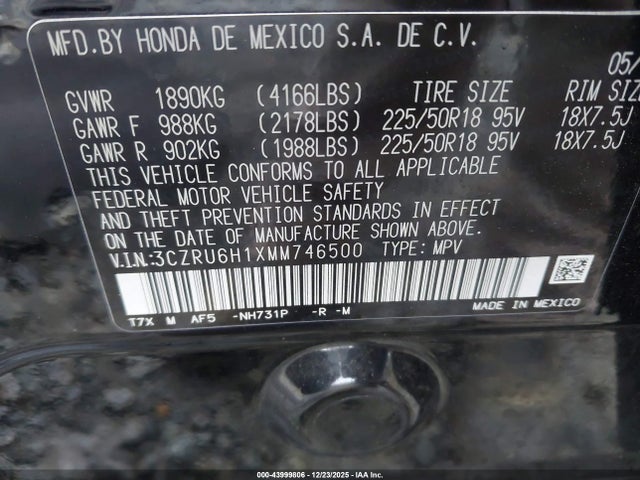 MFD.BY HONDA DE MEXICO S.A. DE C.V.
05/
GVWR 1890KG (4166LBS) TIRE SIZE RIM SIZ
GAWR F 988KG (2178LBS) 225/50R18 95V 18X7.5J
GAWR R 902KG (1988LBS) 225/50R18 95V 18X7.5J
THIS VEHICLE CONFORMS TO ALL APPLICABLE
FEDERAL MOTOR VEHICLE SAFETY
AND THEFT PREVENTION STANDARDS IN EFFECT
ON THE DATE OF MANUFACTURE SHOWN ABOVE.
V.I.N:3CZRU6H1XMM746500 TYPE: MPV
T7X M AF5 -NH731P -R -M MADE IN MEXICO
000-43999806 - 12/23/2025 - IAA Inc.